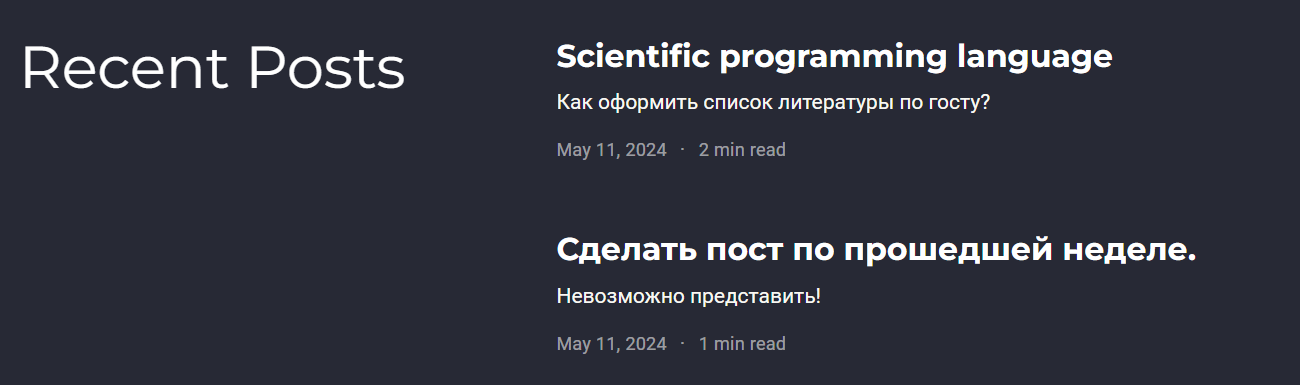 Recent Posts
Scientific programming language
Как оформить список литературы по госту?
May 11, 2024 · 2 min read
Сделать пост по прошедшей неделе.
Невозможно представить!
May 11, 2024 · 1 min read